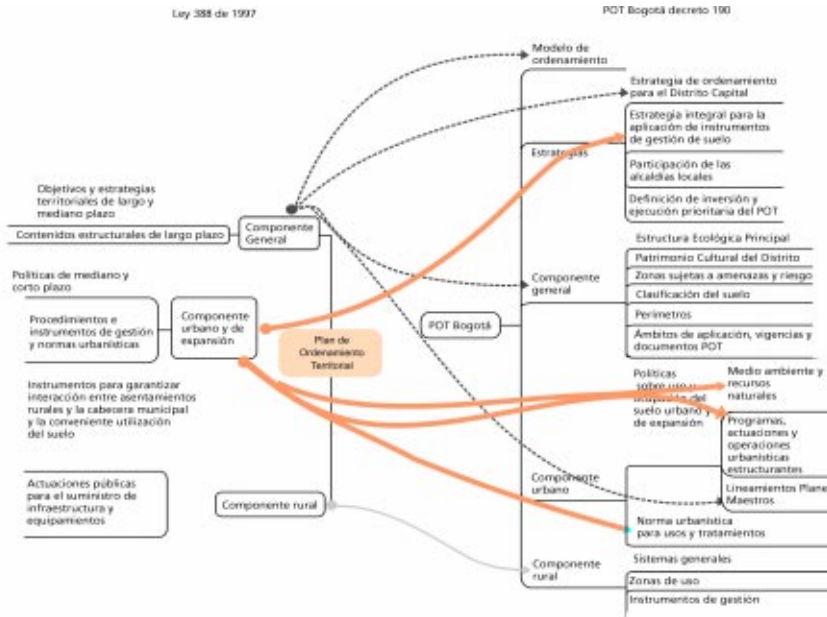 Ley 388 de 1997
POT Bogotá decreto 190
Objetivos y estrategias
territoriales de largo y
mediano plazo
Contenidos estructurales de largo plazo
Componente
General
Políticas de mediano y
corto plazo
Procedimientos e
instrumentos de gestión
y normas urbanísticas
Componente
urbano y de
expansión
Plan de
Ordenamiento
Territorial
Instrumentos para garantizar
interacción entre asentamientos
rurales y la cabecera municipal
y la conveniente utilización
del suelo
Actuaciones públicas
para el suministro de
infraestructura y
equipamientos
Componente rural
POT Bogotá
Modelo de
ordenamiento
Estrategias
Estrategia de ordenamiento
para el Distrito Capital
Estrategia integral para la
aplicación de instrumentos
de gestión de suelo
Participación de las
alcaldías locales
Definición de inversión y
ejecución prioritaria del POT
Componente
general
Estructura Ecológica Principal
Patrimonio Cultural del Distrito
Zonas sujetas a amenazas y riesgo
Clasificación del suelo
Perímetros
Ámbitos de aplicación, vigencias y
documentos POT
Componente
urbano
Políticas
sobre uso y
ocupación del
suelo urbano y
de expansión
Medio ambiente y
recursos
naturales
Programas,
actuaciones y
operaciones
urbanísticas
estructurantes
Lineamientos Plane
Maestros
Norma urbanística
para usos y tratamientos
Componente
rural
Sistemas generales
Zonas de uso
Instrumentos de gestión